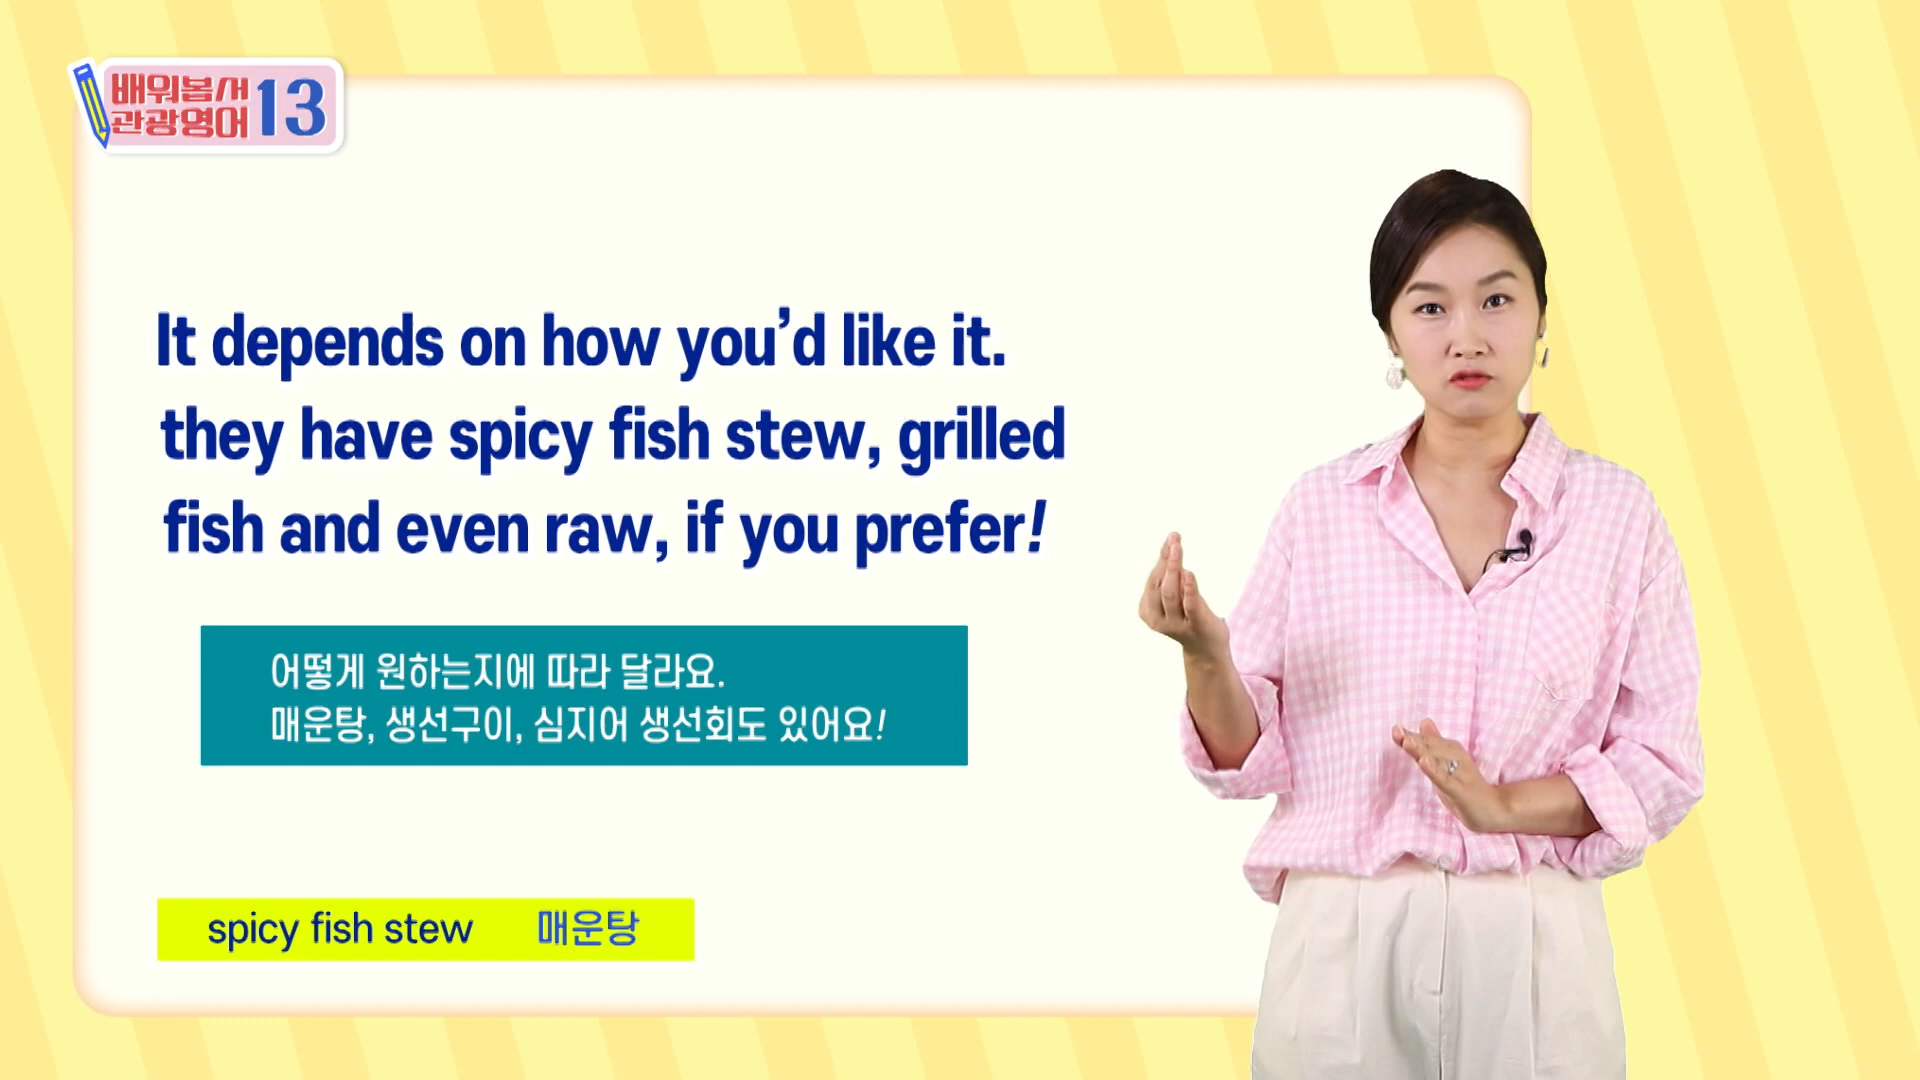 배워봅서
관광영어 13
It depends on how you’d like it.
they have spicy fish stew, grilled
fish and even raw, if you prefer!
어떻게 원하는지에 따라 달라요.
매운탕, 생선구이, 심지어 생선회도 있어요!
spicy fish stew 매운탕